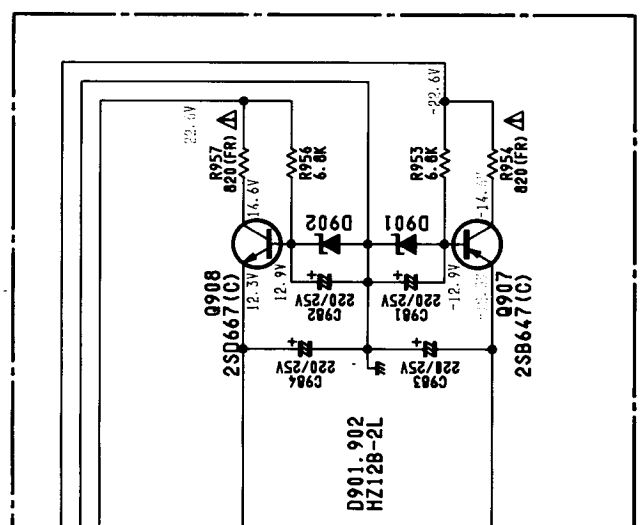 22.6V
-22.6V
R957
820(FR)
R956
6.8K
R953
6.8K
R954
820(FR)
14.6V
D902
D901
Q908
2SD667(C)
12.3V
12.9V
C982
220/25V
C981
220/25V
-12.9V
Q907
2SB647(C)
C984
220/25V
C983
220/25V
D901.902
HZ12B-2L